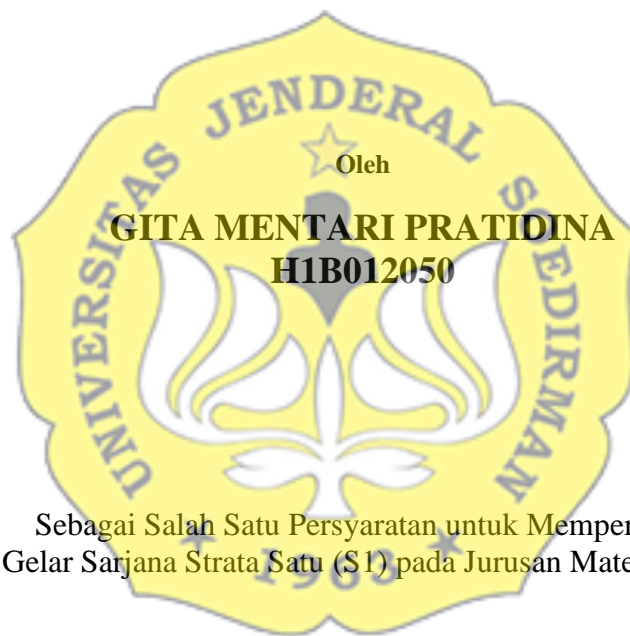 UNIVERSITAS JENDERAL SOEDIRMAN
Oleh
GITA MENTARI PRATIDINA
H1B012050
Sebagai Salah Satu Persyaratan untuk Memper
Gelar Sarjana Strata Satu (S1) pada Jurusan Mate
1963